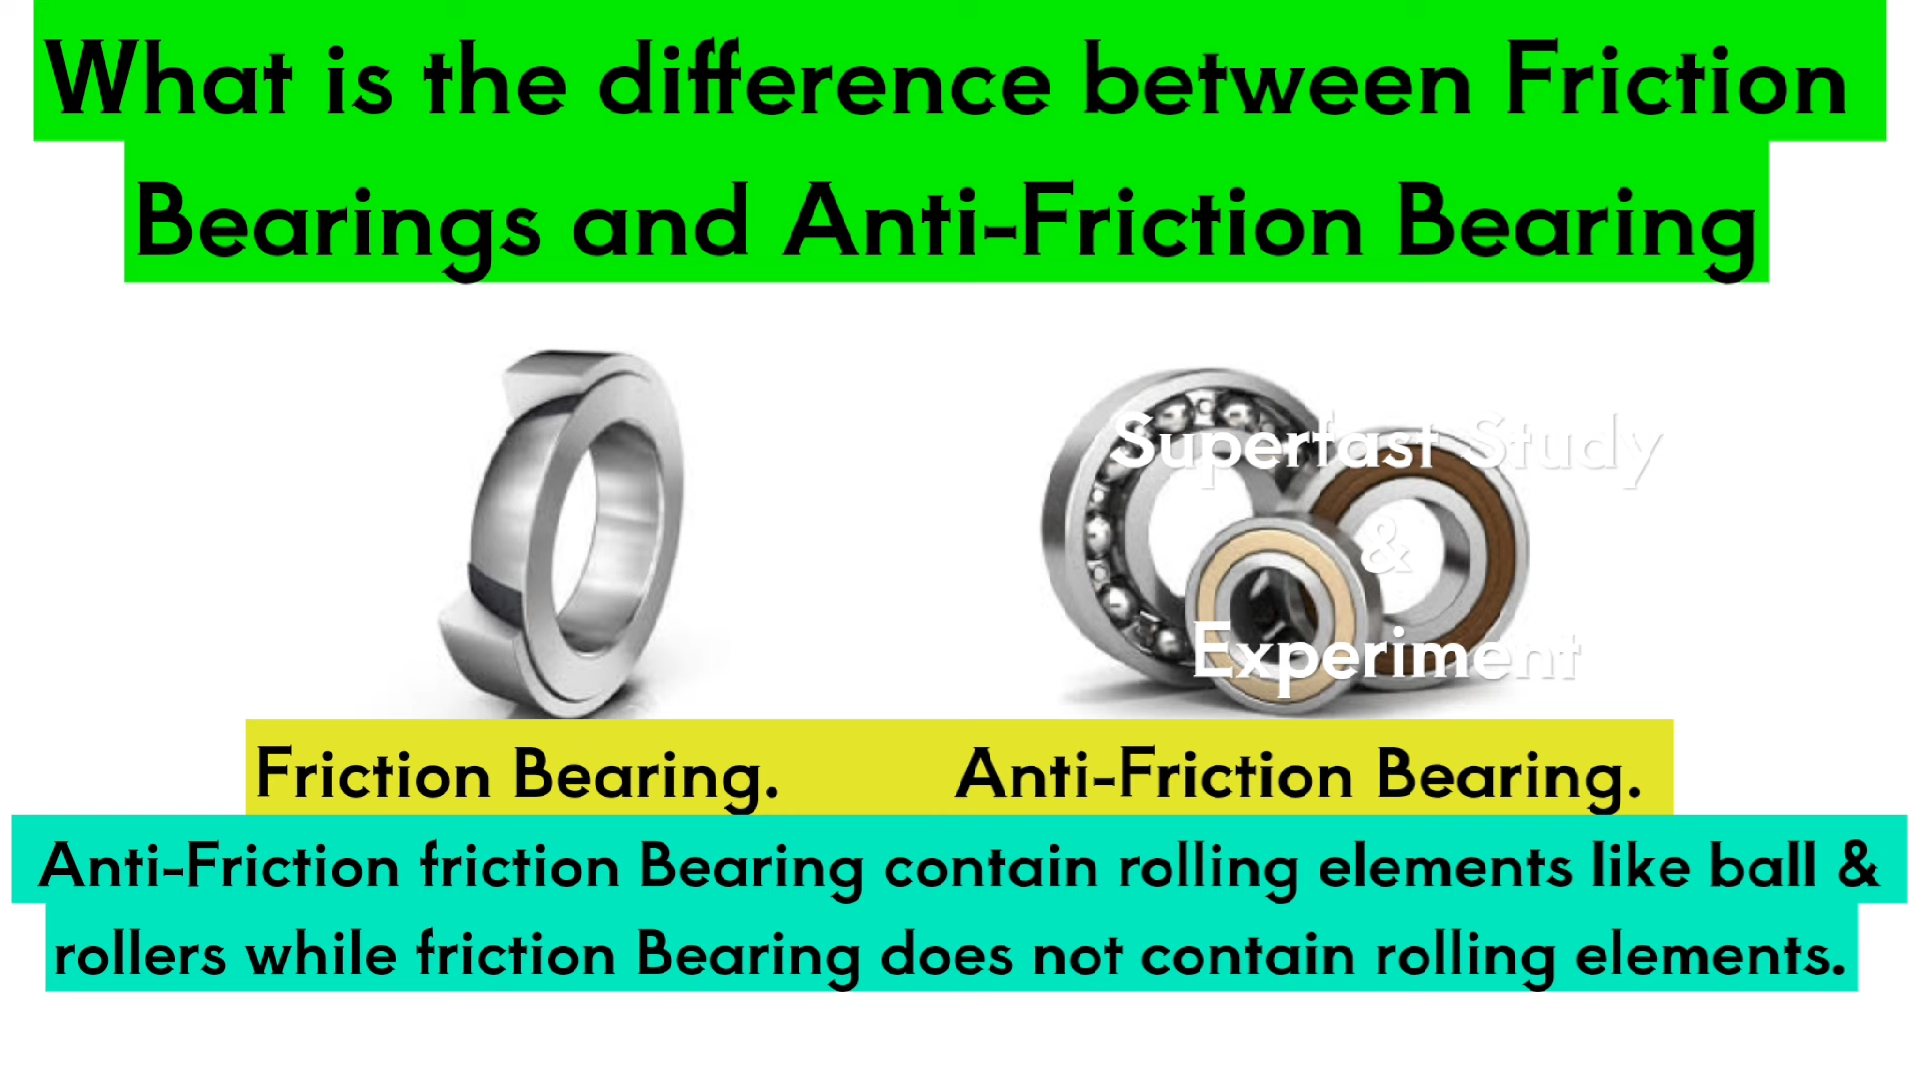 What is the difference between Friction
Bearings and Anti-Friction Bearing
Superfast Study
&
Experiment
Friction Bearing. Anti-Friction Bearing.
Anti-Friction friction Bearing contain rolling elements like ball &
rollers while friction Bearing does not contain rolling elements.